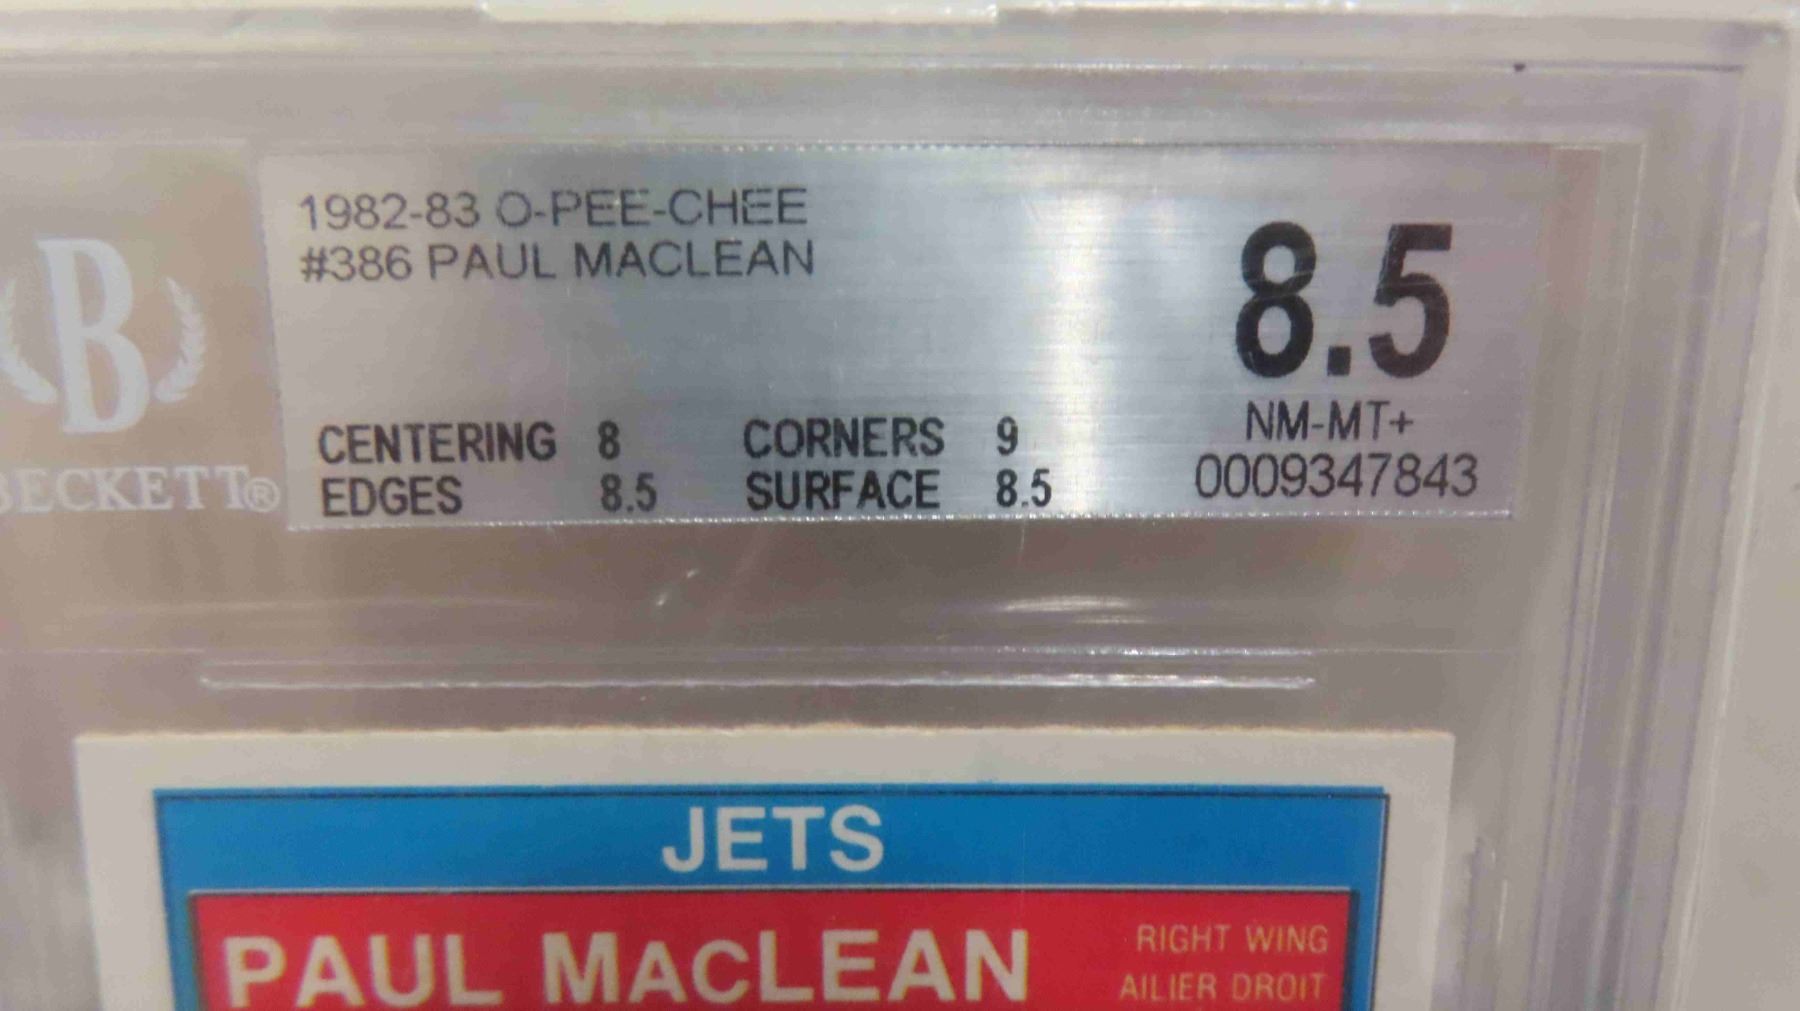 1982-83 O-PEE-CHEE
#386 PAUL MACLEAN
8.5
B
BECKETT®
CENTERING 8 CORNERS 9
NM-MT+
EDGES 8.5 SURFACE 8.5
0009347843
JETS
PAUL MACLEAN
RIGHT WING
AILIER DROIT